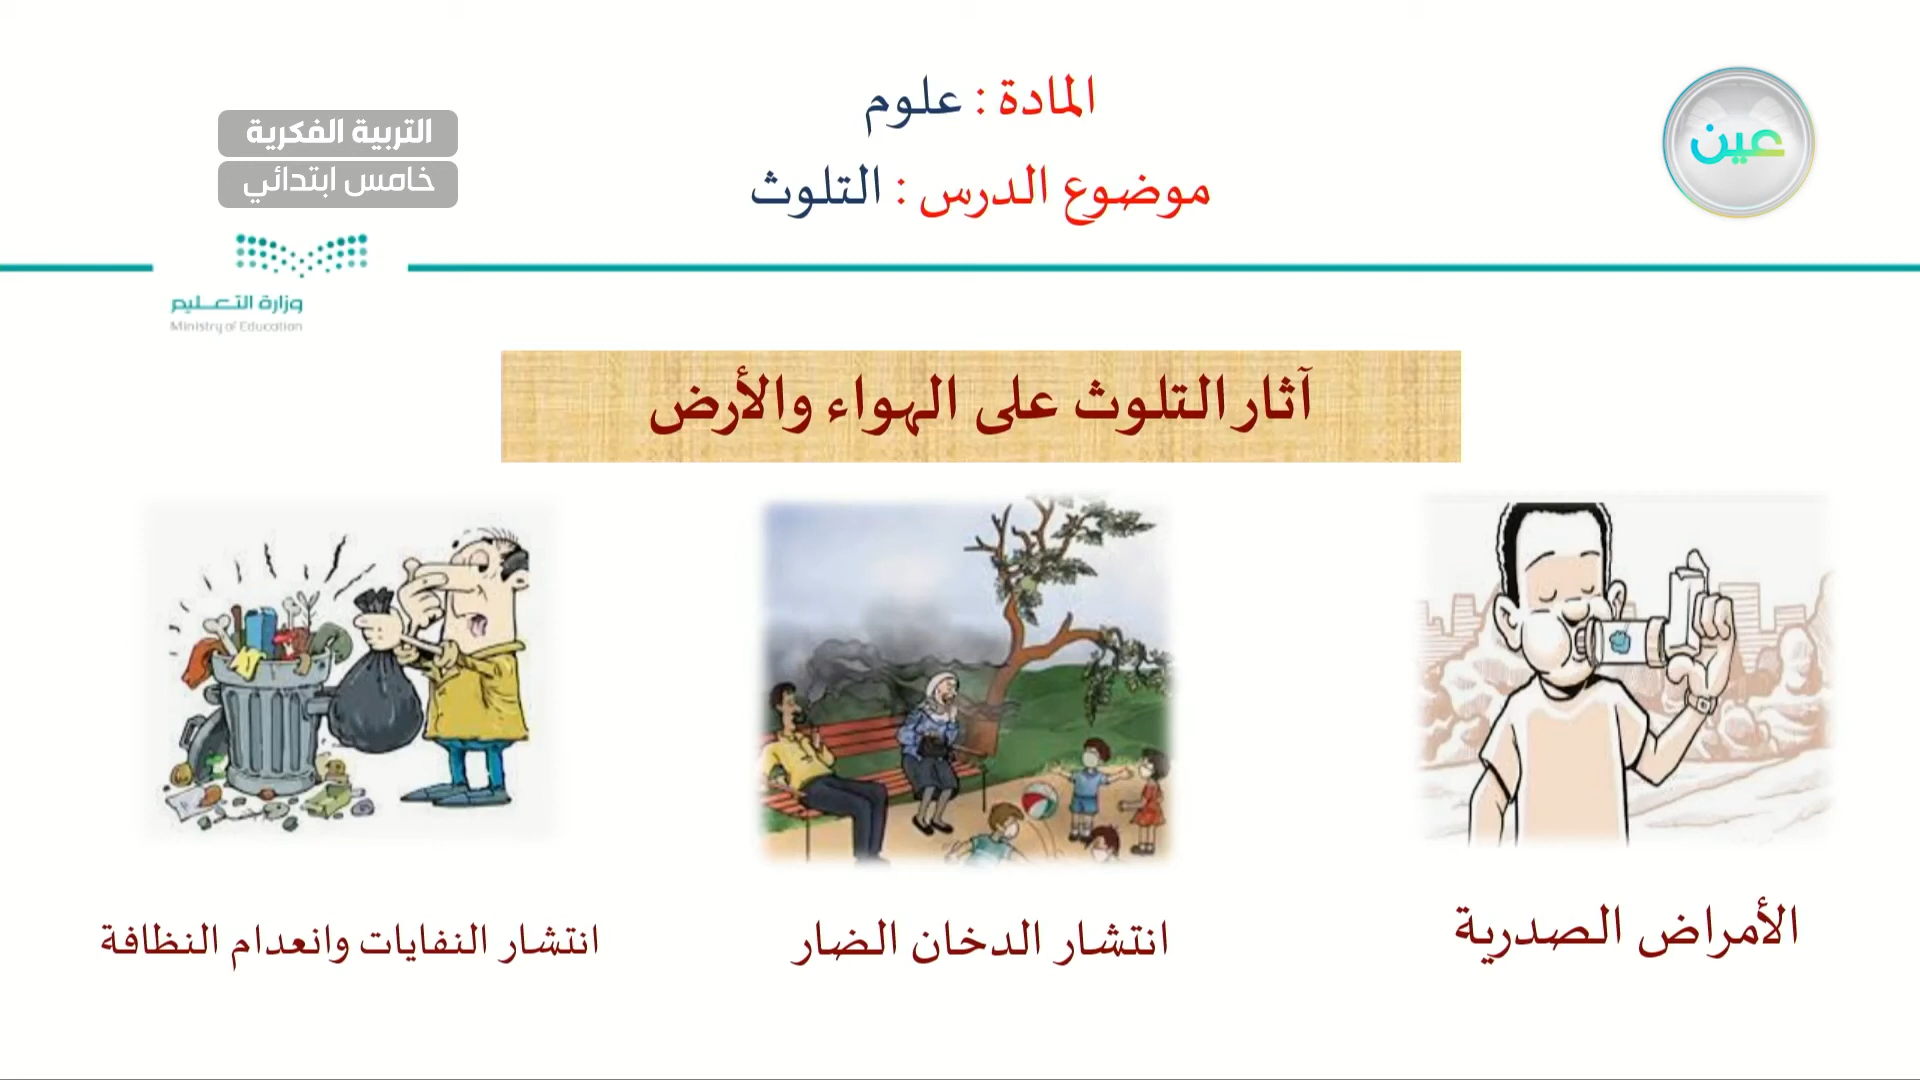 المادة : علوم
موضوع الدرس : التلوث
عين
التربية الفكرية
خامس ابتدائي
وزارة التعليم
Ministry of Education
آثار التلوث على الهواء والأرض
الأمراض الصدرية
انتشار الدخان الضار
انتشار النفايات وانعدام النظافة